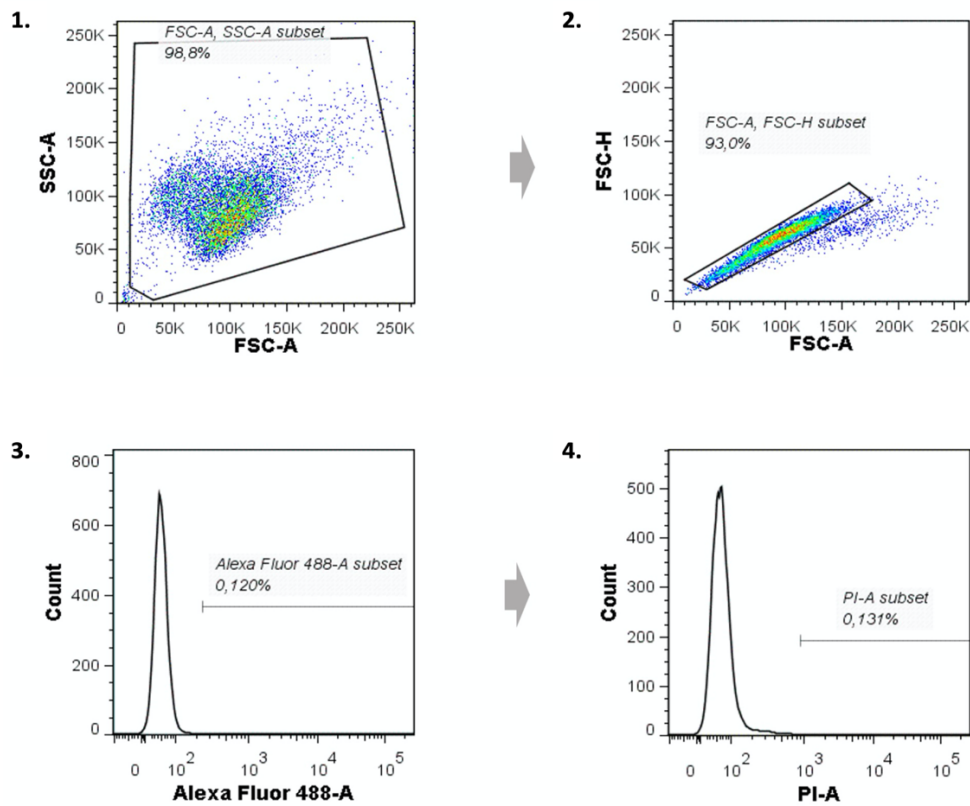 1.
FSC-A, SSC-A subset
98,8%
250K
200K
150K
100K
50K
0
SSC-A
0 50K 100K 150K 200K 250K
FSC-A
2.
FSC-A, FSC-H subset
93,0%
250K
200K
150K
100K
50K
0
FSC-H
0 50K 100K 150K 200K 250K
FSC-A
3.
Alexa Fluor 488-A subset
0,120%
800
600
400
200
0
Count
0 10² 10³ 10⁴ 10⁵
Alexa Fluor 488-A
4.
PI-A subset
0,131%
500
400
300
200
100
0
Count
0 10² 10³ 10⁴ 10⁵
PI-A